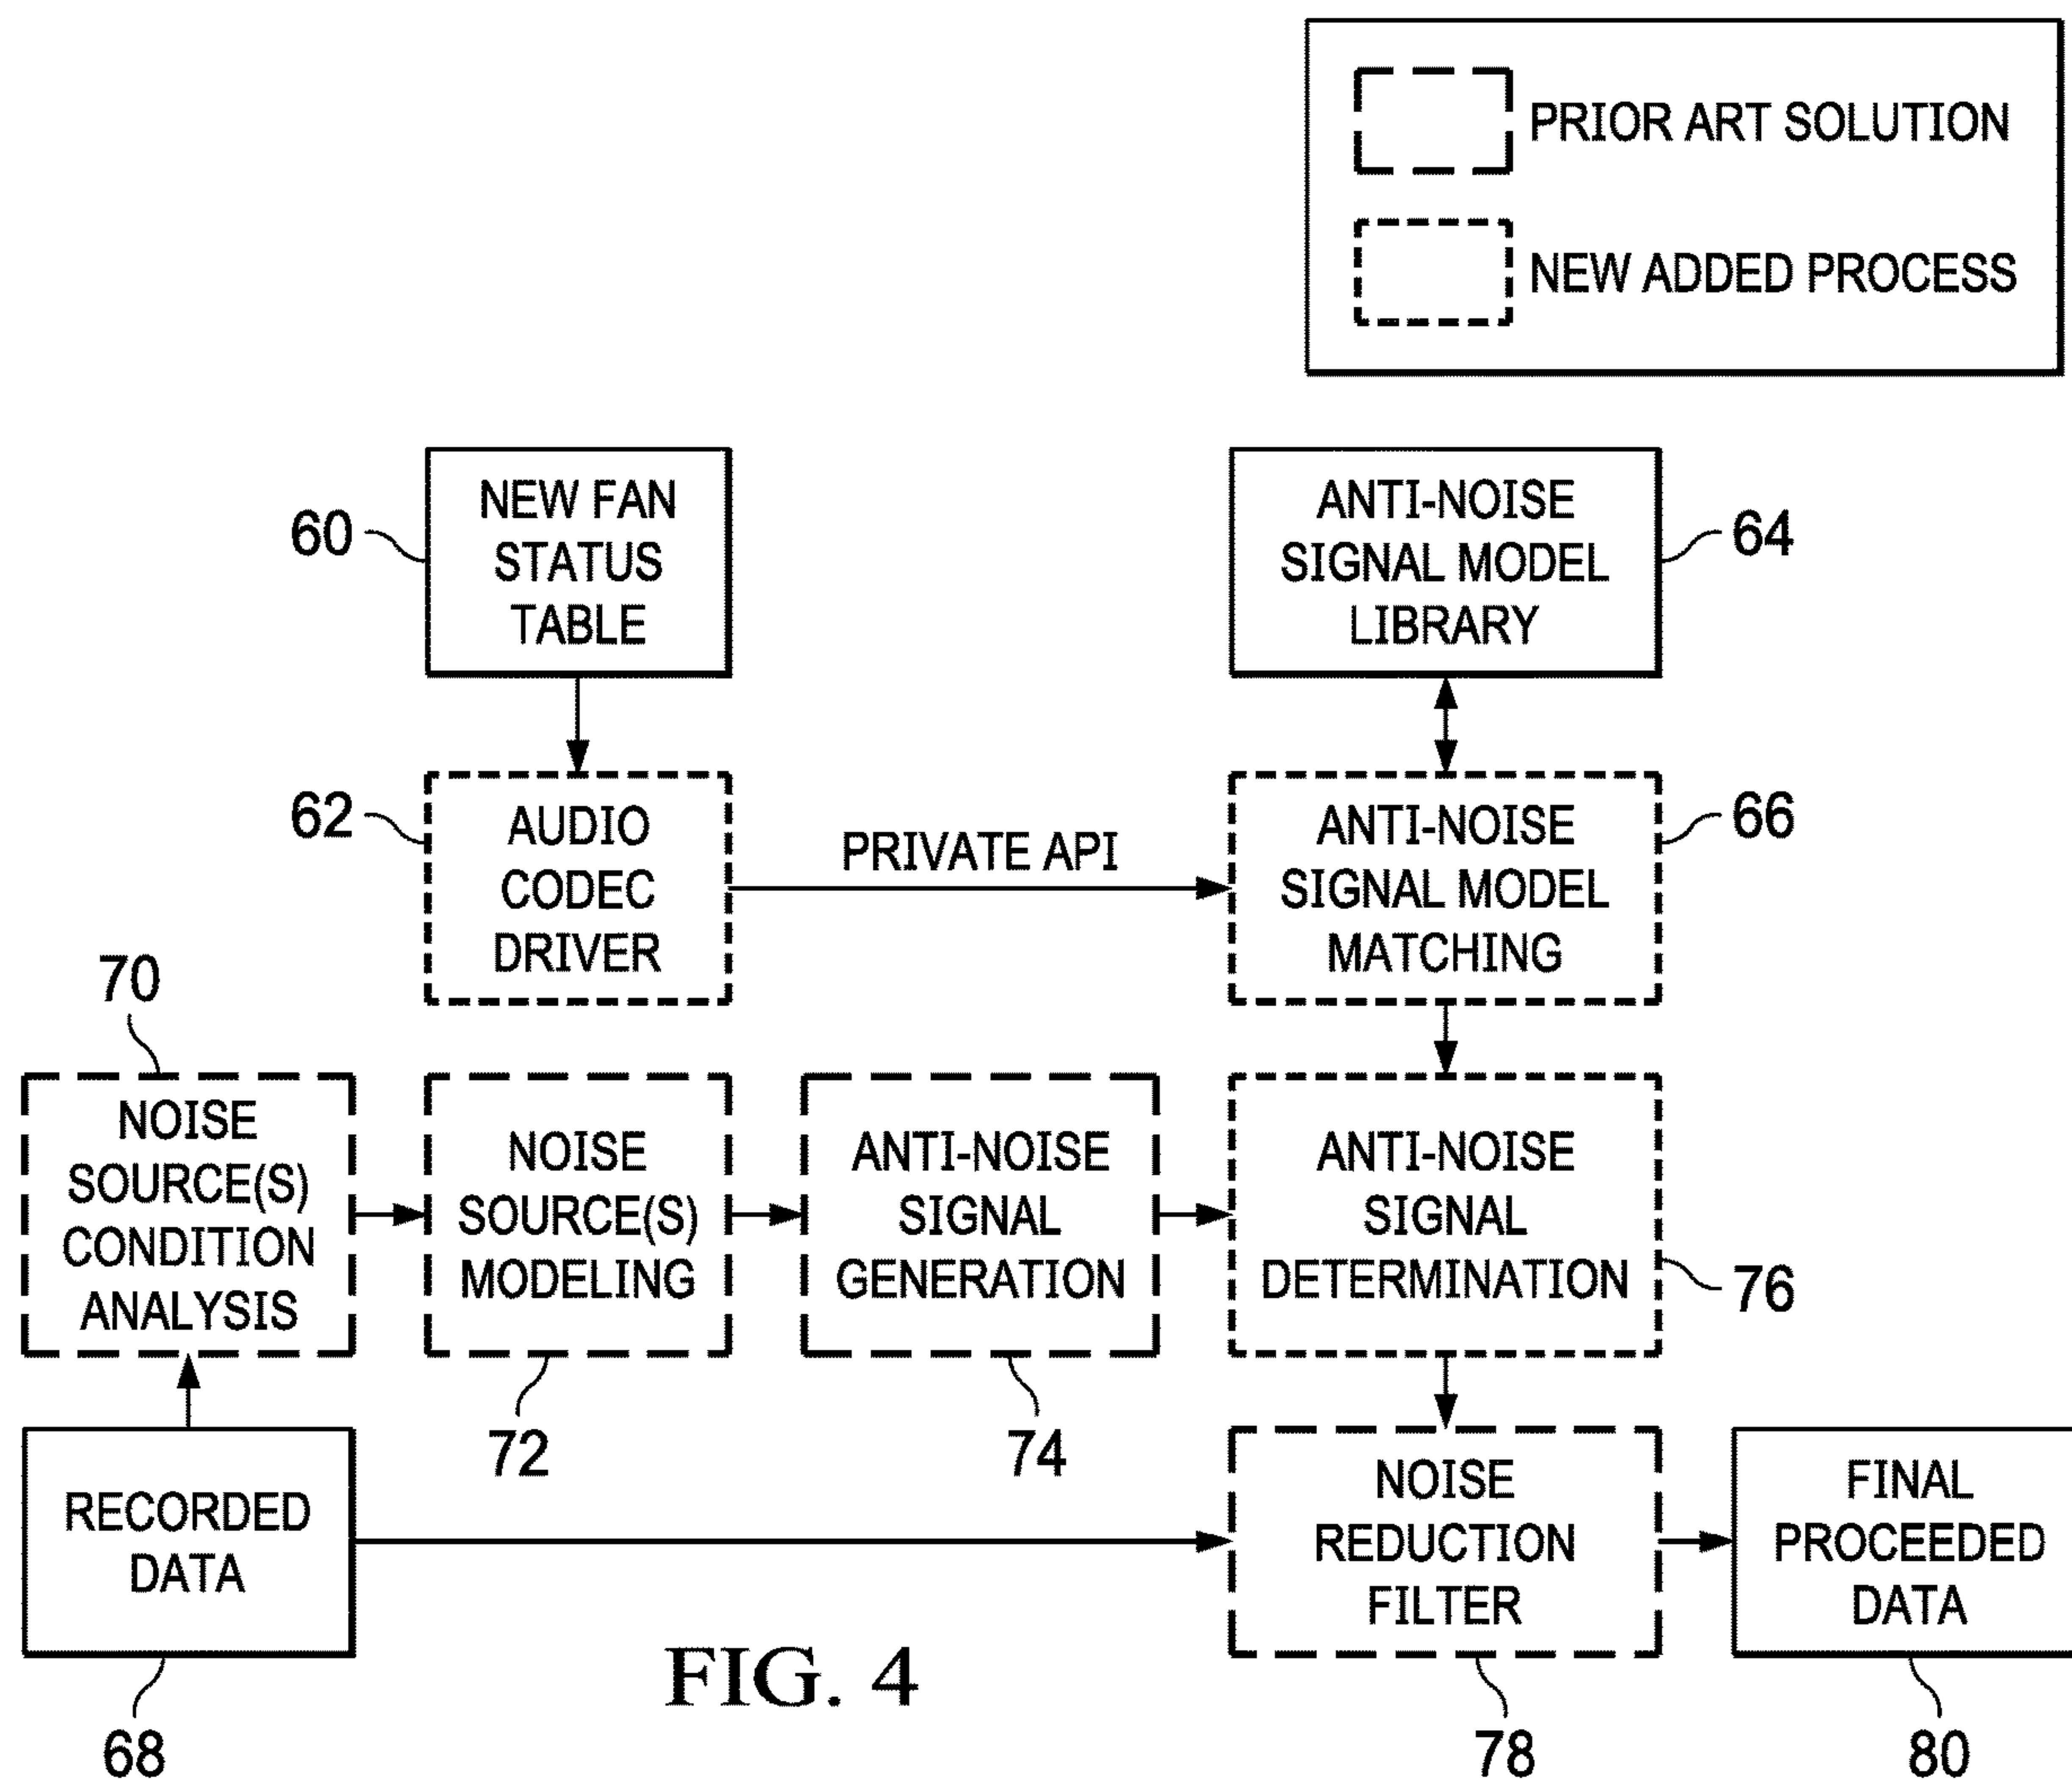 PRIOR ART SOLUTION
NEW ADDED PROCESS
60
NEW FAN
STATUS
TABLE
ANTI-NOISE
SIGNAL MODEL
LIBRARY
64
62
AUDIO
CODEC
DRIVER
PRIVATE API
ANTI-NOISE
SIGNAL MODEL
MATCHING
66
70
NOISE
SOURCE(S)
CONDITION
ANALYSIS
NOISE
SOURCE(S)
MODELING
72
ANTI-NOISE
SIGNAL
GENERATION
74
ANTI-NOISE
SIGNAL
DETERMINATION
76
RECORDED
DATA
68
NOISE
REDUCTION
FILTER
78
FINAL
PROCEEDED
DATA
80
FIG. 4